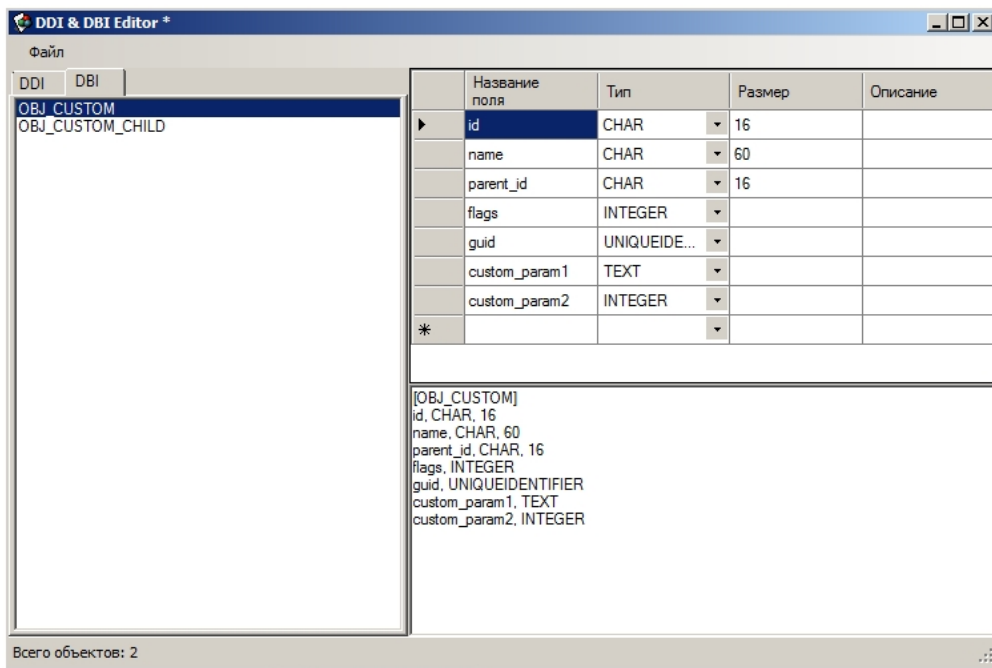 DDI & DBI Editor *
Файл
DDI DBI
OBJ_CUSTOM
OBJ_CUSTOM_CHILD
Название поля Тип Размер Описание
id CHAR 16
name CHAR 60
parent_id CHAR 16
flags INTEGER
guid UNIQUEIDE...
custom_param1 TEXT
custom_param2 INTEGER
[OBJ_CUSTOM]
id, CHAR, 16
name, CHAR, 60
parent_id, CHAR, 16
flags, INTEGER
guid, UNIQUEIDENTIFIER
custom_param1, TEXT
custom_param2, INTEGER
Всего объектов: 2